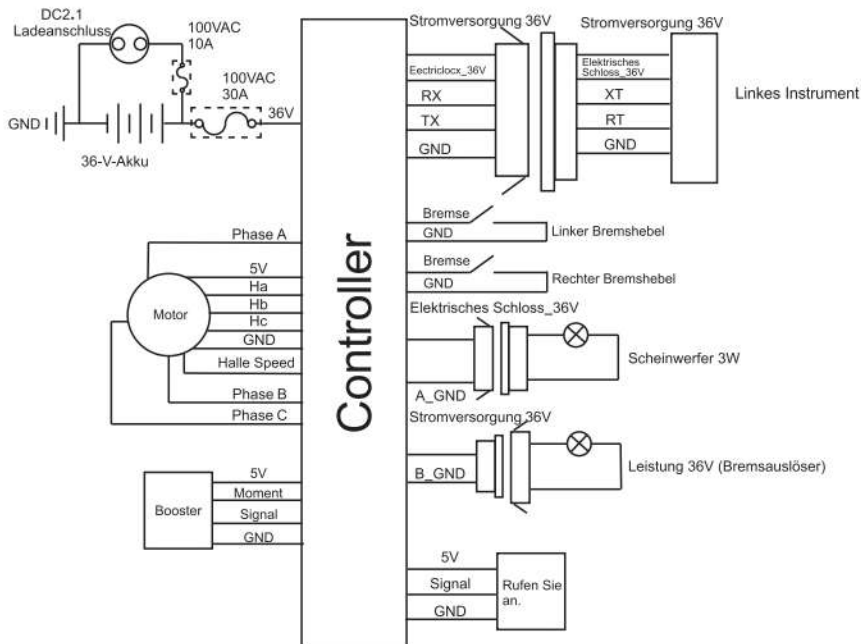 DC2.1
Ladeanschluss
100VAC
10A
100VAC
30A
36V
GND
36-V-Akku
Phase A
5V
Ha
Hb
Hc
GND
Halle Speed
Phase B
Phase C
Motor
5V
Moment
Signal
GND
Booster
Controller
Stromversorgung 36V
Stromversorgung 36V
Eectriclocx_36V
Elektrisches
Schloss_36V
RX
XT
TX
RT
GND
GND
Linkes Instrument
Bremse
GND
Linker Bremshebel
Bremse
GND
Rechter Bremshebel
Elektrisches Schloss_36V
A_GND
Scheinwerfer 3W
Stromversorgung 36V
B_GND
Leistung 36V (Bremsauslöser)
5V
Signal
GND
Rufen Sie
an.